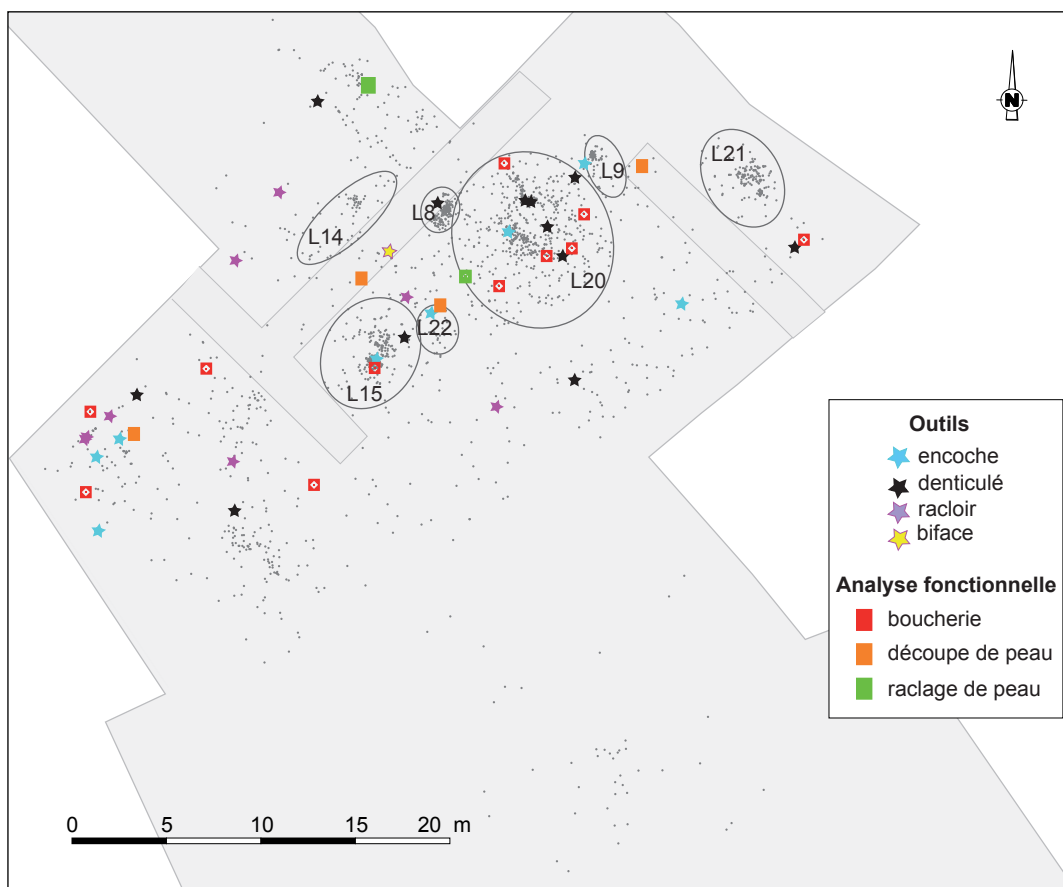 N
L21
L9
L8
L14
L20
L22
L15
Outils
encoche
denticulé
racloir
biface
Analyse fonctionnelle
boucherie
découpe de peau
raclage de peau
0 5 10 15 20 m